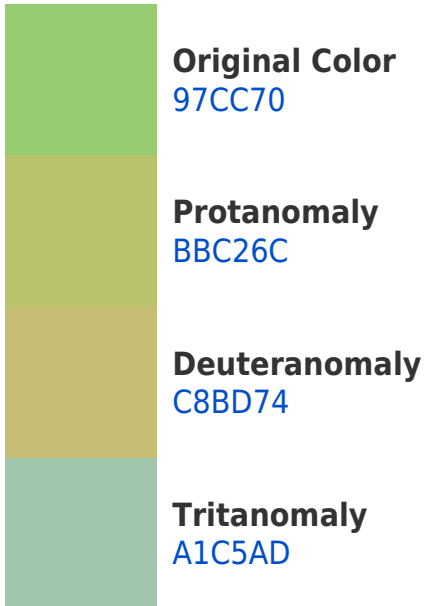 Original Color
97CC70
Protanomaly
BBC26C
Deuteranomaly
C8BD74
Tritanomaly
A1C5AD